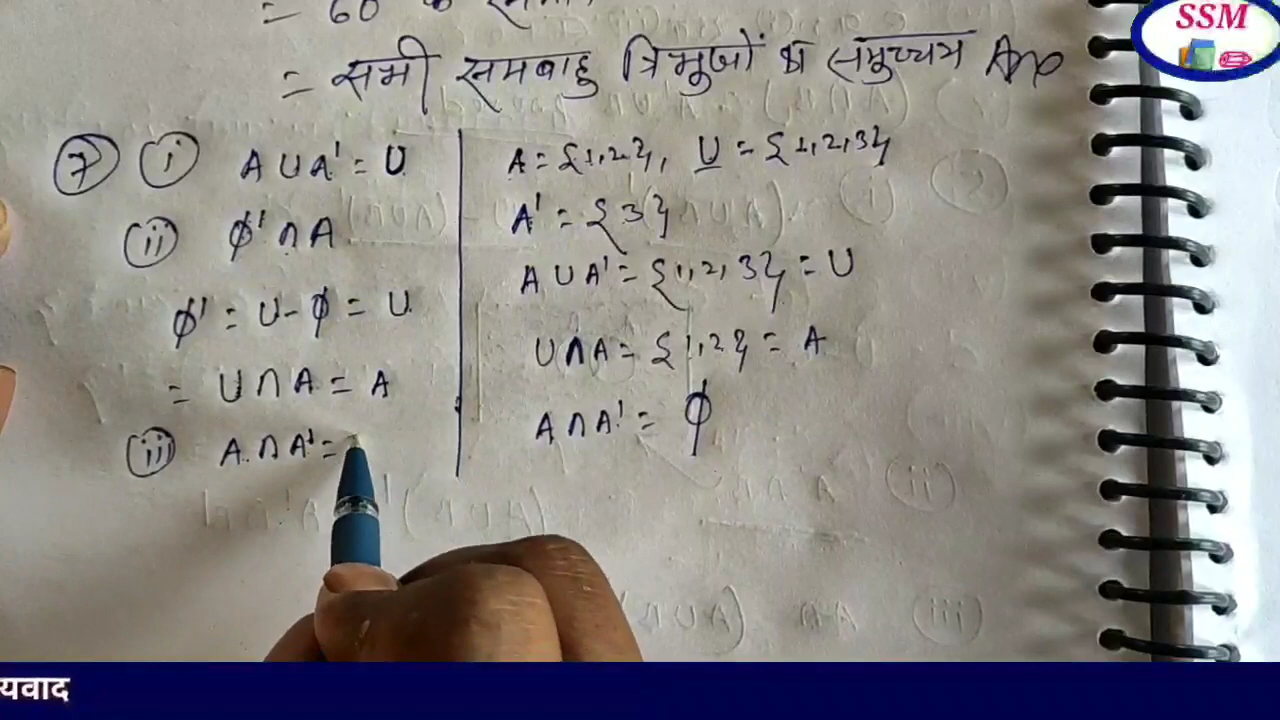 SSM
= 60
= सभी समबाहु त्रिभुजों का समुच्चय Ans
7 (i) A ∪ A' = U
(ii) ϕ' ∩ A
ϕ' = U - ϕ = U
= U ∩ A = A
(iii) A ∩ A' =
A = {1, 2}, U = {1, 2, 3}
A' = {3}
A ∪ A' = {1, 2, 3} = U
U ∩ A = {1, 2} = A
A ∩ A' = ϕ
यवाद